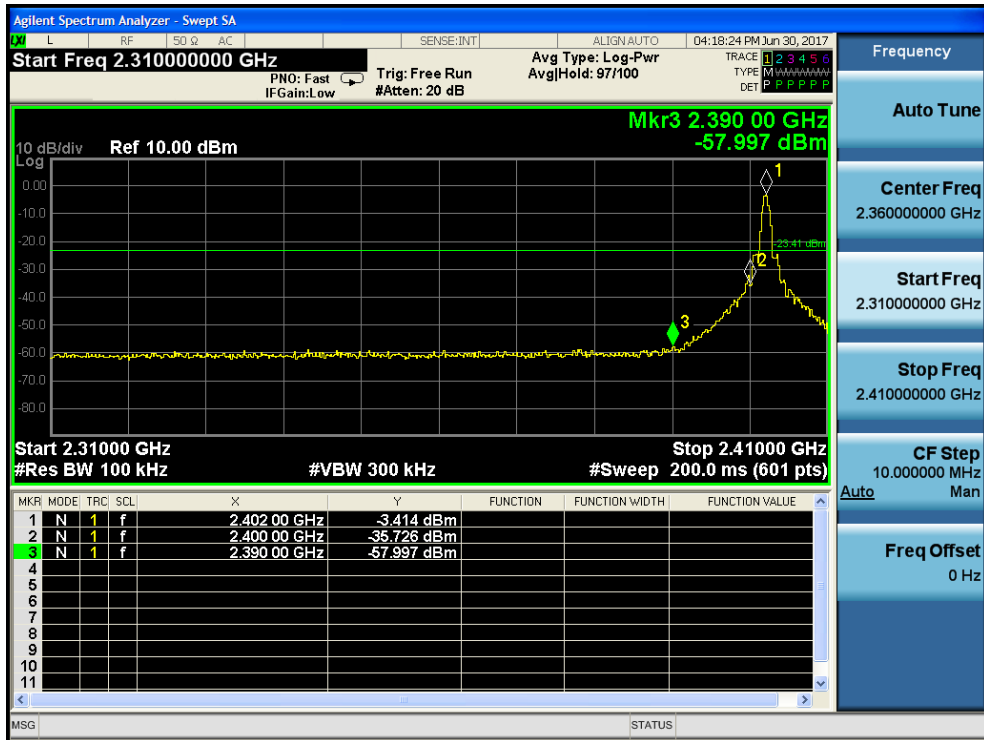 Agilent Spectrum Analyzer - Swept SA
LXI L RF 50 Ω AC SENSE:INT ALIGN AUTO 04:18:24 PM Jun 30, 2017
Start Freq 2.310000000 GHz
PNO: Fast
IFGain:Low
Trig: Free Run
#Atten: 20 dB
Avg Type: Log-Pwr
Avg|Hold: 97/100
TRACE 1 2 3 4 5 6
TYPE M
DET P P P P P P
Mkr3 2.390 00 GHz
-57.997 dBm
10 dB/div Ref 10.00 dBm
Log
0.00
-10.0
-20.0
-30.0
-40.0
-50.0
-60.0
-70.0
-80.0
1
-23.41 dBm
2
3
Start 2.31000 GHz Stop 2.41000 GHz
#Res BW 100 kHz #VBW 300 kHz #Sweep 200.0 ms (601 pts)
MKR MODE TRC SCL X Y FUNCTION FUNCTION WIDTH FUNCTION VALUE
1 N 1 f 2.402 00 GHz -3.414 dBm
2 N 1 f 2.400 00 GHz -35.726 dBm
3 N 1 f 2.390 00 GHz -57.997 dBm
4
5
6
7
8
9
10
11
MSG STATUS
Frequency
Auto Tune
Center Freq
2.360000000 GHz
Start Freq
2.310000000 GHz
Stop Freq
2.410000000 GHz
CF Step
10.000000 MHz
Auto Man
Freq Offset
0 Hz